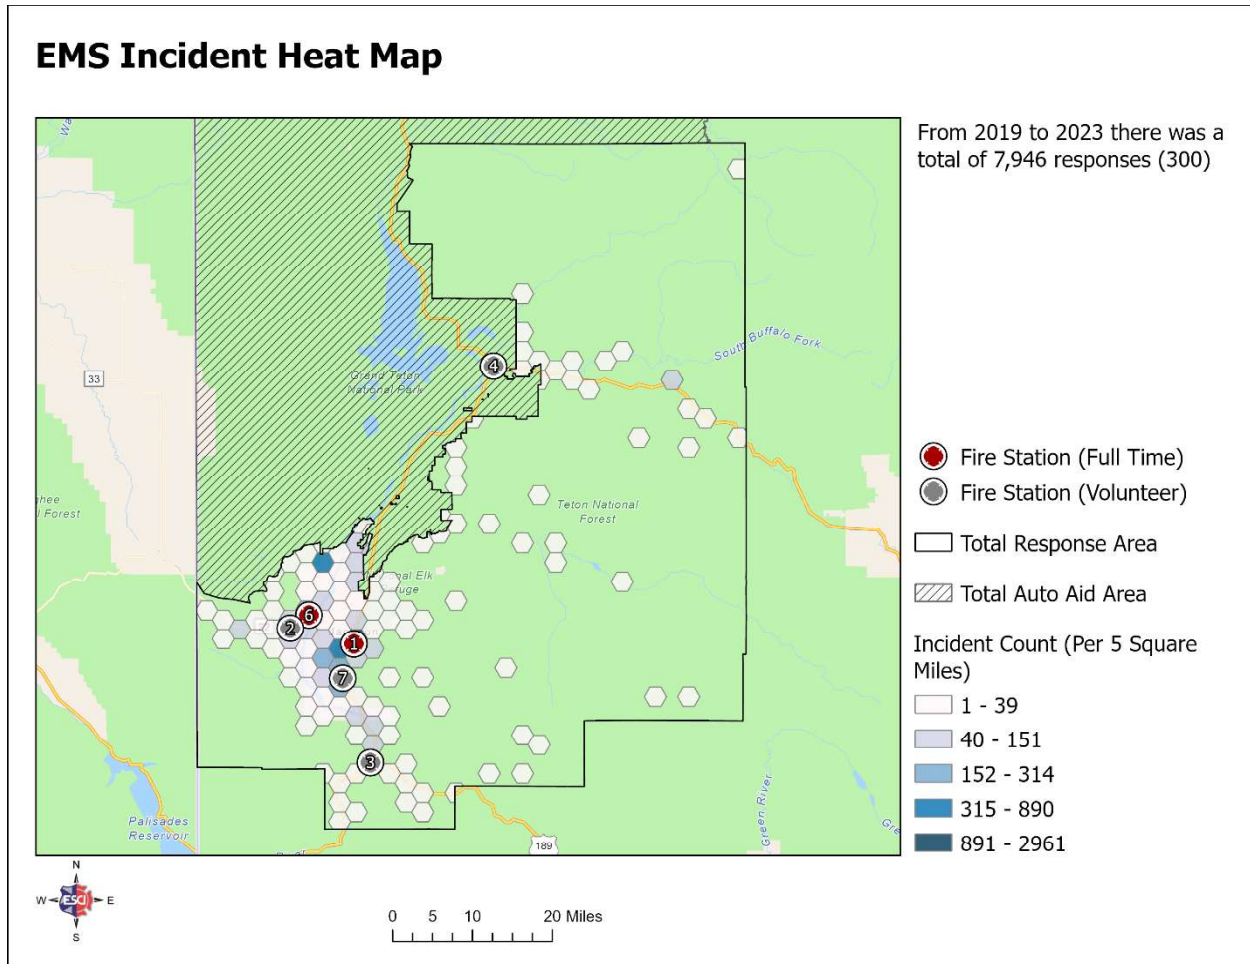 EMS Incident Heat Map
From 2019 to 2023 there was a
total of 7,946 responses (300)
33
South Buffalo Fork
4
Grand Teton
National Park
Fire Station (Full Time)
Fire Station (Volunteer)
Teton National
Forest
Total Response Area
Total Auto Aid Area
6
2
1
7
3
Incident Count (Per 5 Square
Miles)
1 - 39
40 - 151
152 - 314
315 - 890
891 - 2961
Palisades
Reservoir
Green River
189
N
W
ESCI
E
S
0 5 10 20 Miles